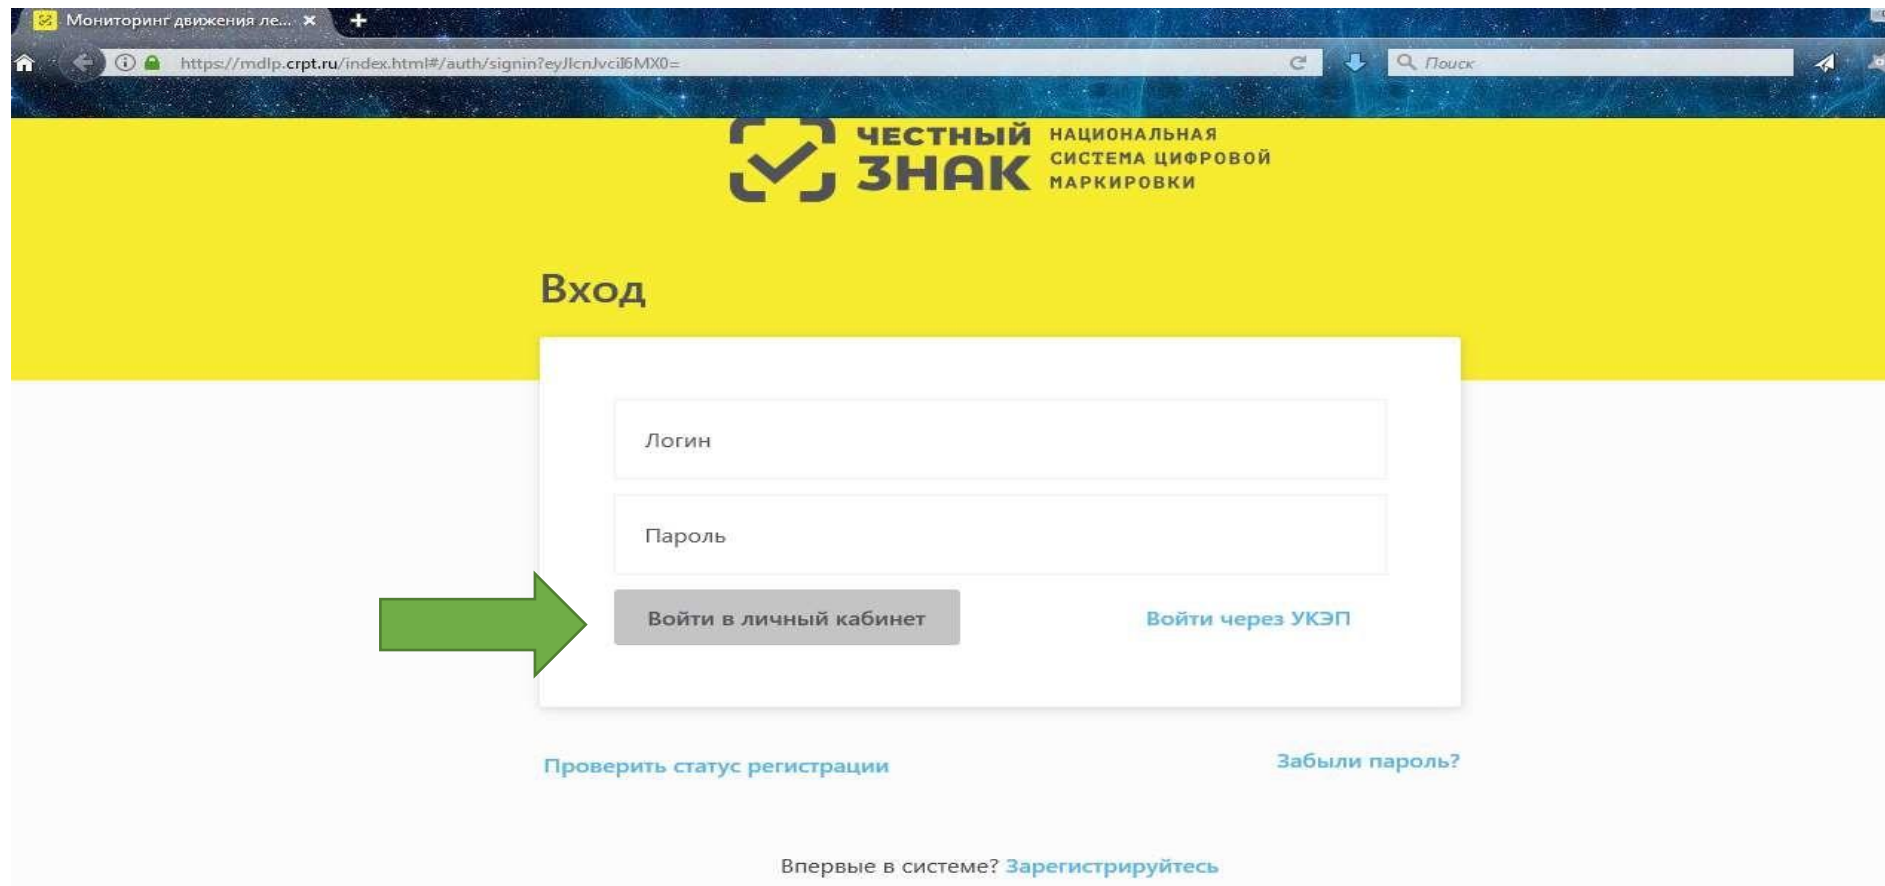 Мониторинг движения ле...
https://mdlp.crpt.ru/index.html#/auth/signin?eyJlcnJvciI6MX0=
Поиск
ЧЕСТНЫЙ ЗНАК
НАЦИОНАЛЬНАЯ
СИСТЕМА ЦИФРОВОЙ
МАРКИРОВКИ
Вход
Логин
Пароль
Войти в личный кабинет
Войти через УКЭП
Проверить статус регистрации
Забыли пароль?
Впервые в системе? Зарегистрируйтесь